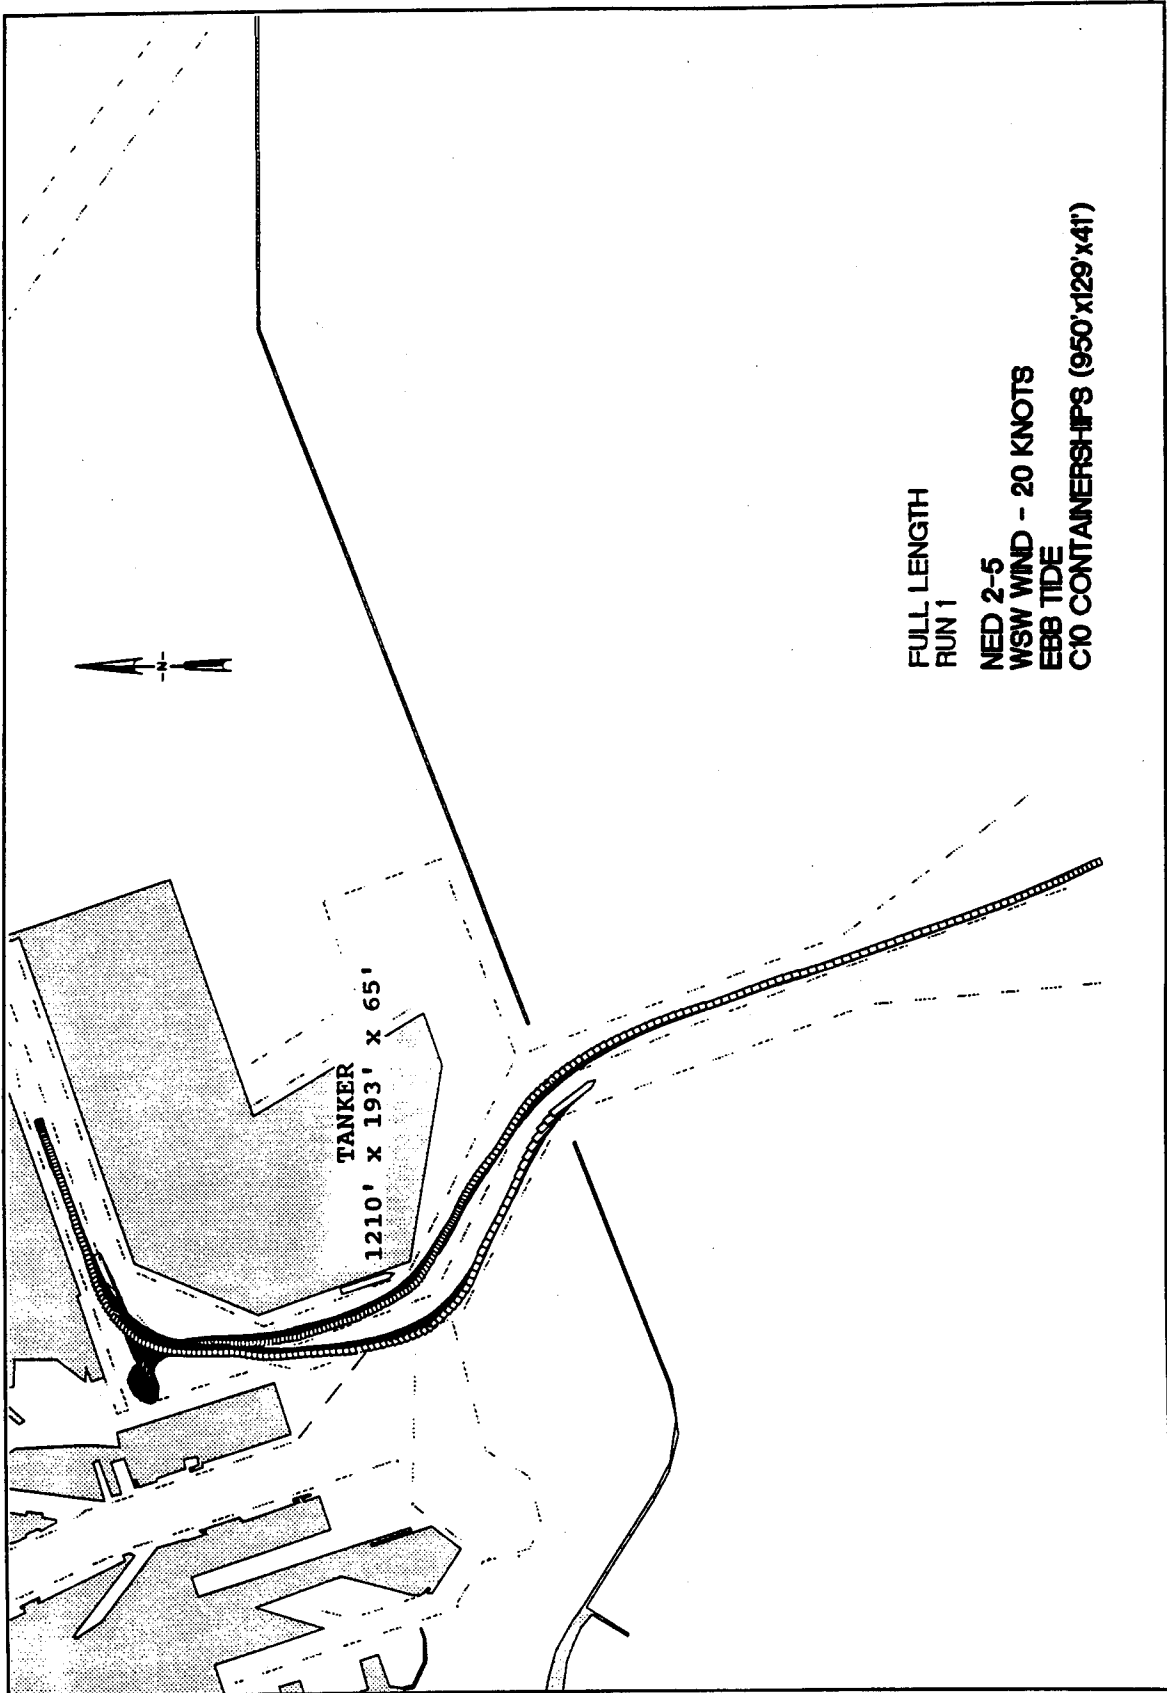 TANKER
1210' x 193' x 65'
-N-
FULL LENGTH
RUN 1
NED 2-5
WSW WIND - 20 KNOTS
EBB TIDE
C10 CONTAINERSHIPS (950'x129'x41')